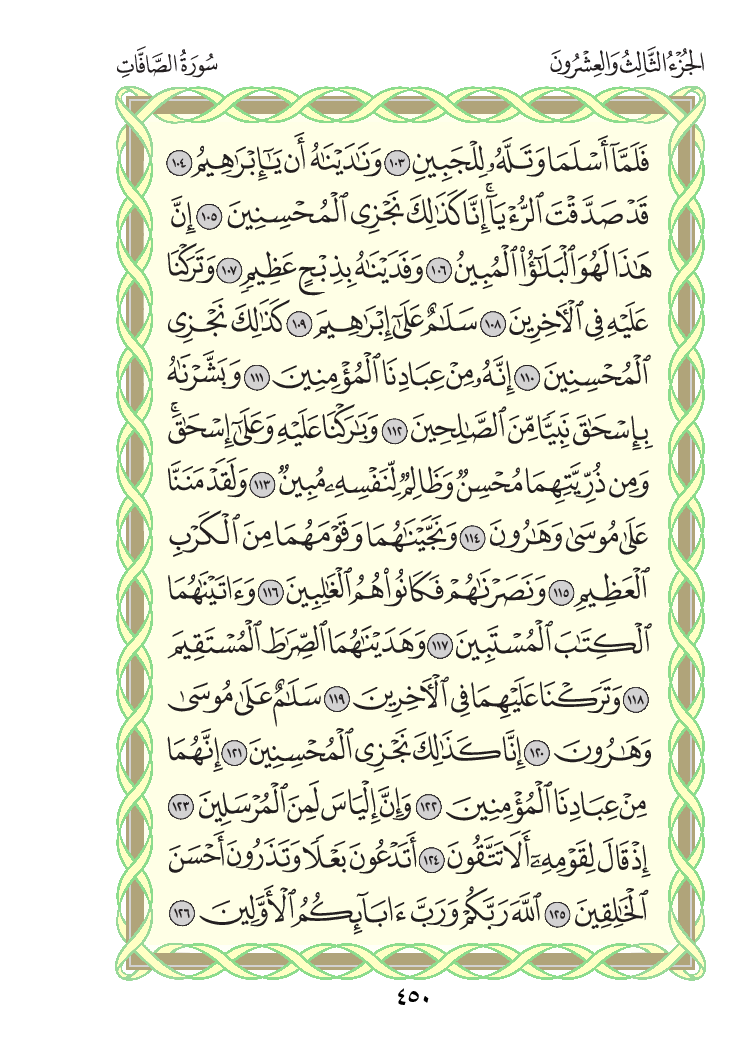 الجُزْءُ الثَّالِثُ وَالعِشْرُونَ
سُورَةُ الصَّافَّاتِ
فَلَمَّآ أَسْلَمَا وَتَلَّهُۥ لِلْجَبِينِ ١٠٣ وَنَٰدَيْنَٰهُ أَن يَٰٓإِبْرَٰهِيمُ ١٠٤
قَدْ صَدَّقْتَ ٱلرُّءْيَآۚ إِنَّا كَذَٰلِكَ نَجْزِى ٱلْمُحْسِنِينَ ١٠٥ إِنَّ
هَٰذَا لَهُوَ ٱلْبَلَٰٓؤُا۟ ٱلْمُبِينُ ١٠٦ وَفَدَيْنَٰهُ بِذِبْحٍ عَظِيمٍ ١٠٧ وَتَرَكْنَا
عَلَيْهِ فِى ٱلْأَخِرِينَ ١٠٨ سَلَٰمٌ عَلَىٰٓ إِبْرَٰهِيمَ ١٠٩ كَذَٰلِكَ نَجْزِى
ٱلْمُحْسِنِينَ ١١٠ إِنَّهُۥ مِنْ عِبَادِنَا ٱلْمُؤْمِنِينَ ١١١ وَبَشَّرْنَٰهُ
بِإِسْحَٰقَ نَبِيًّا مِّنَ ٱلصَّٰلِحِينَ ١١٢ وَبَٰرَكْنَا عَلَيْهِ وَعَلَىٰٓ إِسْحَٰقَۚ
وَمِن ذُرِّيَّتِهِمَا مُحْسِنٌ وَظَالِمٌ لِّنَفْسِهِۦ مُبِينٌ ١١٣ وَلَقَدْ مَنَنَّا
عَلَىٰ مُوسَىٰ وَهَٰرُونَ ١١٤ وَنَجَّيْنَٰهُمَا وَقَوْمَهُمَا مِنَ ٱلْكَرْبِ
ٱلْعَظِيمِ ١١٥ وَنَصَرْنَٰهُمْ فَكَانُوا۟ هُمُ ٱلْغَٰلِبِينَ ١١٦ وَءَاتَيْنَٰهُمَا
ٱلْكِتَٰبَ ٱلْمُسْتَبِينَ ١١٧ وَهَدَيْنَٰهُمَا ٱلصِّرَٰطَ ٱلْمُسْتَقِيمَ
١١٨ وَتَرَكْنَا عَلَيْهِمَا فِى ٱلْأَخِرِينَ ١١٩ سَلَٰمٌ عَلَىٰ مُوسَىٰ
وَهَٰرُونَ ١٢٠ إِنَّا كَذَٰلِكَ نَجْزِى ٱلْمُحْسِنِينَ ١٢١ إِنَّهُمَا
مِنْ عِبَادِنَا ٱلْمُؤْمِنِينَ ١٢٢ وَإِنَّ إِلْيَاسَ لَمِنَ ٱلْمُرْسَلِينَ ١٢٣
إِذْ قَالَ لِقَوْمِهِۦٓ أَلَا تَتَّقُونَ ١٢٤ أَتَدْعُونَ بَعْلًا وَتَذَرُونَ أَحْسَنَ
ٱلْخَٰلِقِينَ ١٢٥ ٱللَّهَ رَبَّكُمْ وَرَبَّ ءَابَآئِكُمُ ٱلْأَوَّلِينَ ١٢٦
٤٥٠